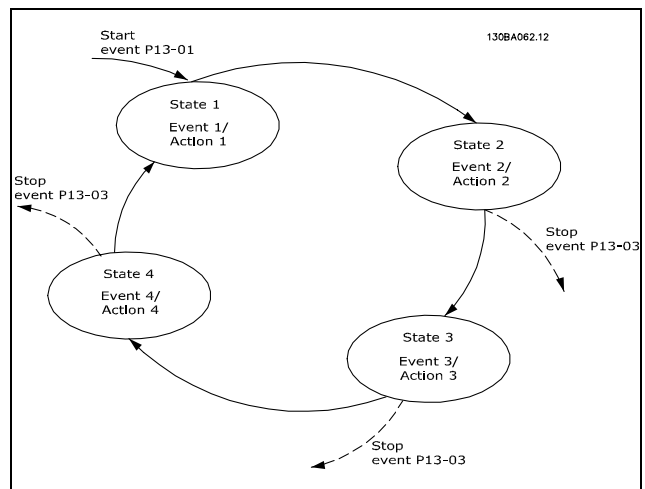 Start
event P13-01
130BA062.12
State 1
Event 1/
Action 1
State 2
Event 2/
Action 2
Stop
event P13-03
Stop
event P13-03
State 4
Event 4/
Action 4
State 3
Event 3/
Action 3
Stop
event P13-03